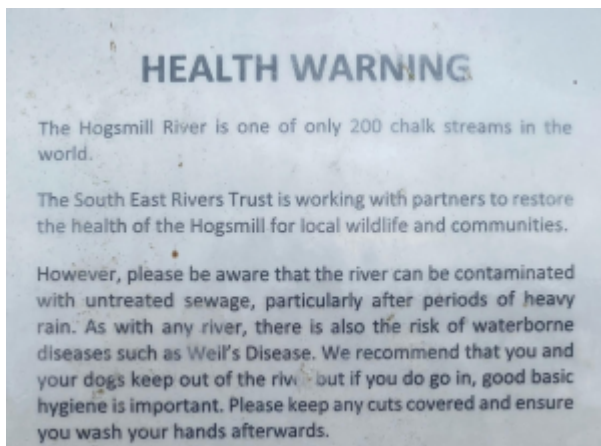 HEALTH WARNING
The Hogsmill River is one of only 200 chalk streams in the
world.
The South East Rivers Trust is working with partners to restore
the health of the Hogsmill for local wildlife and communities.
However, please be aware that the river can be contaminated
with untreated sewage, particularly after periods of heavy
rain. As with any river, there is also the risk of waterborne
diseases such as Weil's Disease. We recommend that you and
your dogs keep out of the but if you do go in, good basic
hygiene is important. Please keep any cuts covered and ensure
you wash your hands afterwards.